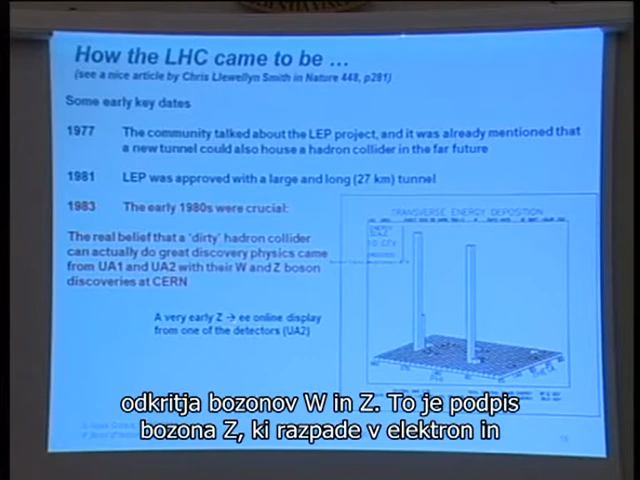 How the LHC came to be ...
(see a nice article by Chris Llewellyn Smith in Nature 448, p281)
Some early key dates
1977 The community talked about the LEP project, and it was already mentioned that
a new tunnel could also house a hadron collider in the far future
1981 LEP was approved with a large and long (27 km) tunnel
1983 The early 1980s were crucial:
The real belief that a 'dirty' hadron collider
can actually do great discovery physics came
from UA1 and UA2 with their W and Z boson
discoveries at CERN
TRANSVERSE ENERGY DEPOSITION
A very early Z → ee online display
from one of the detectors (UA2)
odkritja bozonov W in Z. To je podpis
bozona Z, ki razpade v elektron in